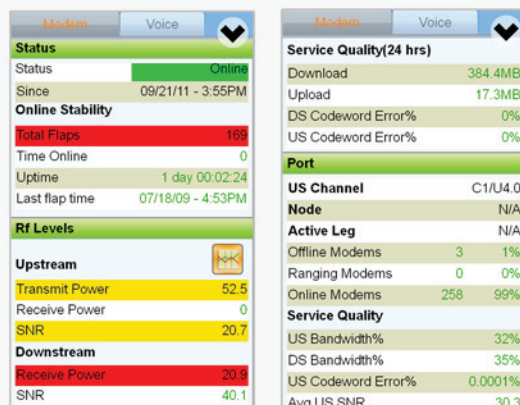 Modem Voice
Status
Status Online
Since 09/21/11 - 3:55PM
Online Stability
Total Flaps 169
Time Online 0
Uptime 1 day 00:02:24
Last flap time 07/18/09 - 4:53PM
Rf Levels
Upstream
Transmit Power 52.5
Receive Power 0
SNR 20.7
Downstream
Receive Power 20.9
SNR 40.1
Modem Voice
Service Quality(24 hrs)
Download 384.4MB
Upload 17.3MB
DS Codeword Error% 0%
US Codeword Error% 0%
Port
US Channel C1/U4.0
Node N/A
Active Leg N/A
Offline Modems 3 1%
Ranging Modems 0 0%
Online Modems 258 99%
Service Quality
US Bandwidth% 32%
DS Bandwidth% 35%
US Codeword Error% 0.0001%
Avg US SNR 30.3